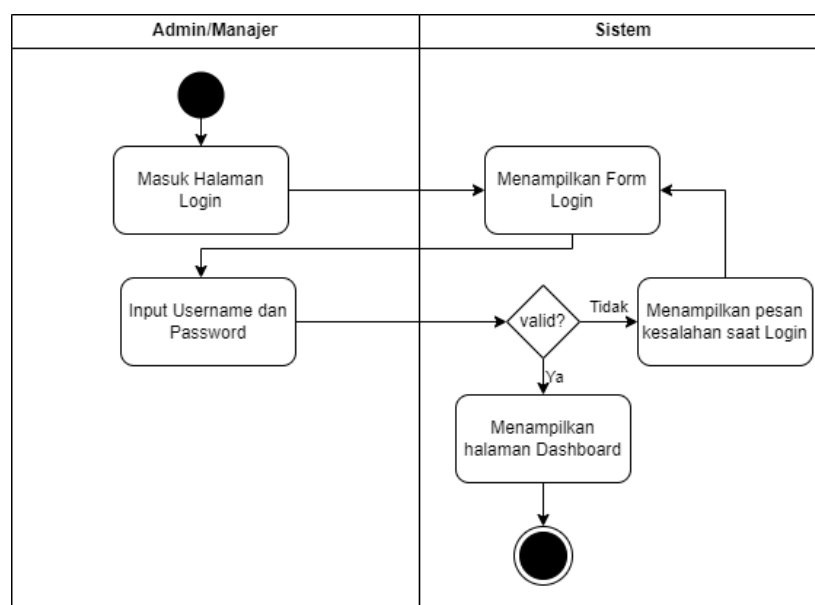 Admin/Manajer
Sistem
Masuk Halaman
Login
Menampilkan Form
Login
Input Username dan
Password
valid?
Tidak
Menampilkan pesan
kesalahan saat Login
Ya
Menampilkan
halaman Dashboard